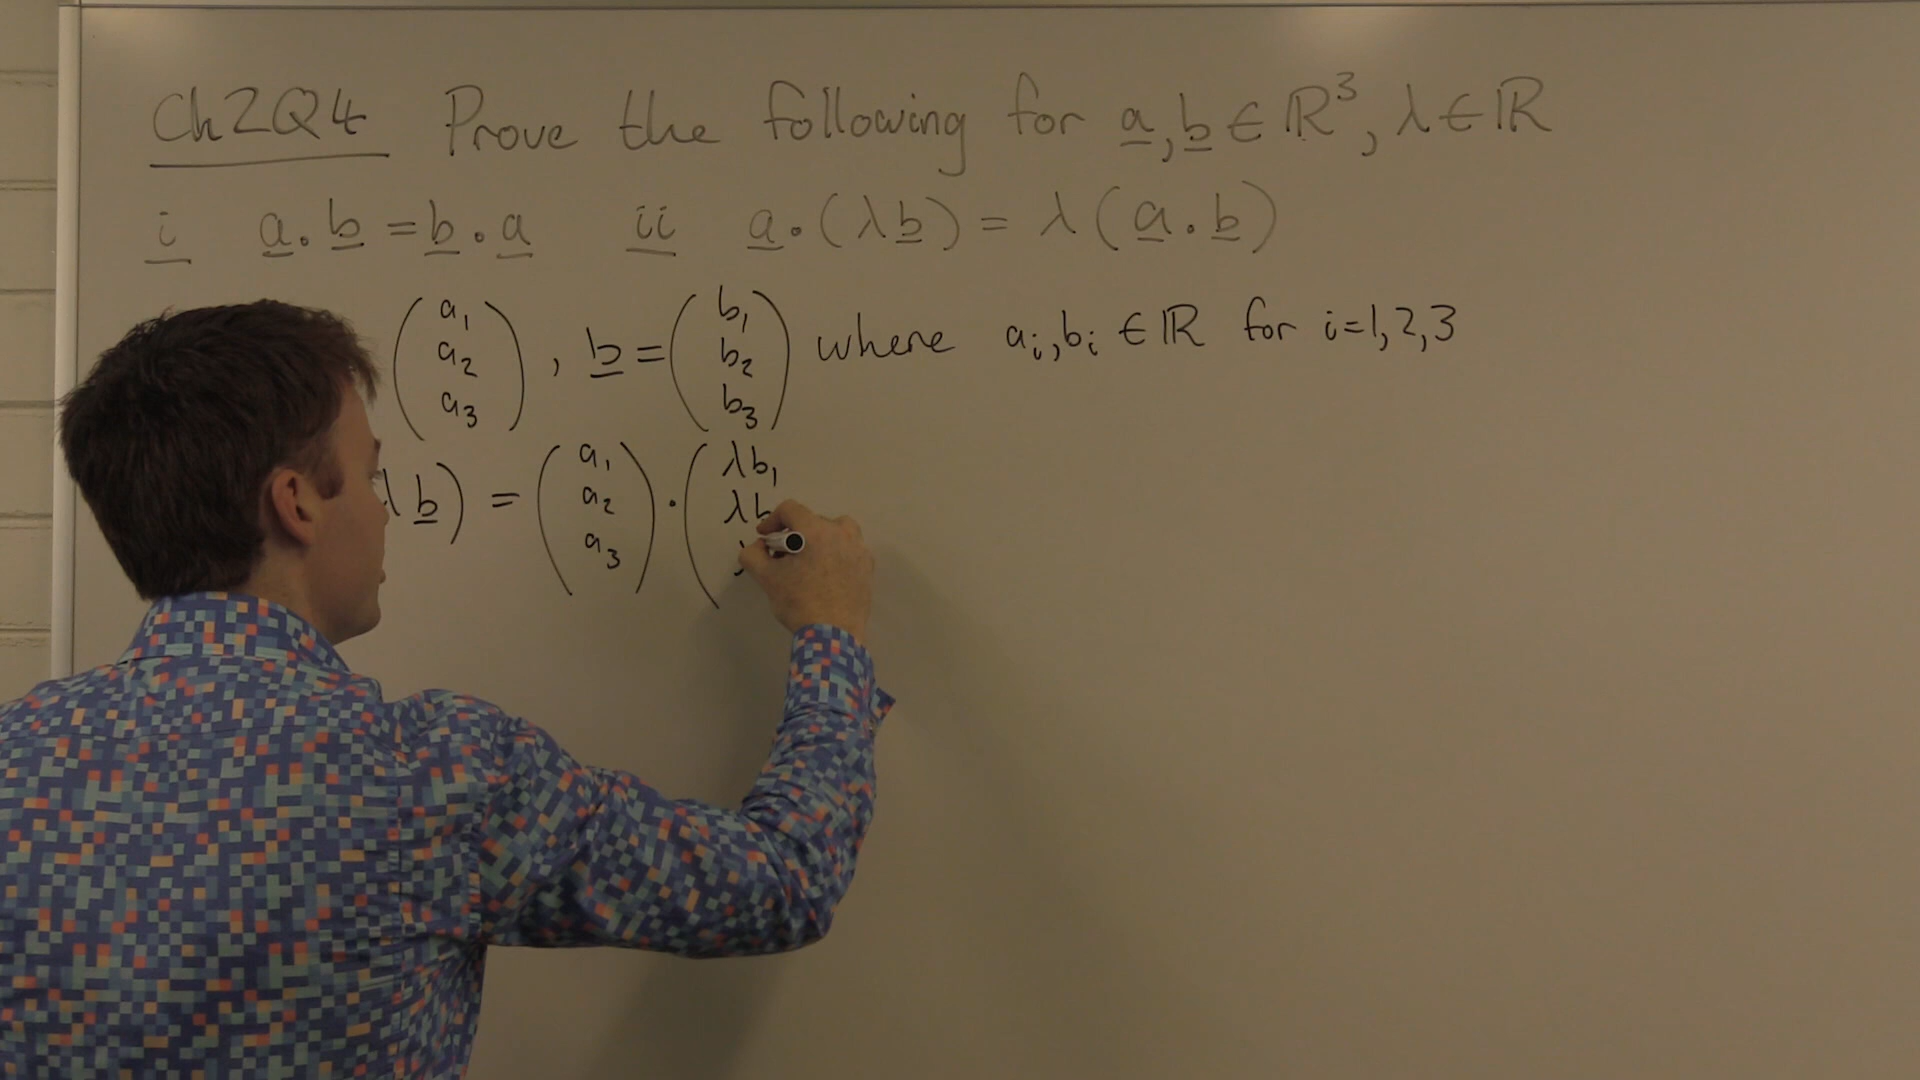 Ch2Q4 Prove the following for a, b ∈ ℝ³, λ ∈ ℝ
i a.b = b.a ii a.(λb) = λ(a.b)
(a₁ a₂ a₃), b = (b₁ b₂ b₃) where aᵢ, bᵢ ∈ ℝ for i=1,2,3
λb) = (a₁ a₂ a₃) . (λb₁ λb